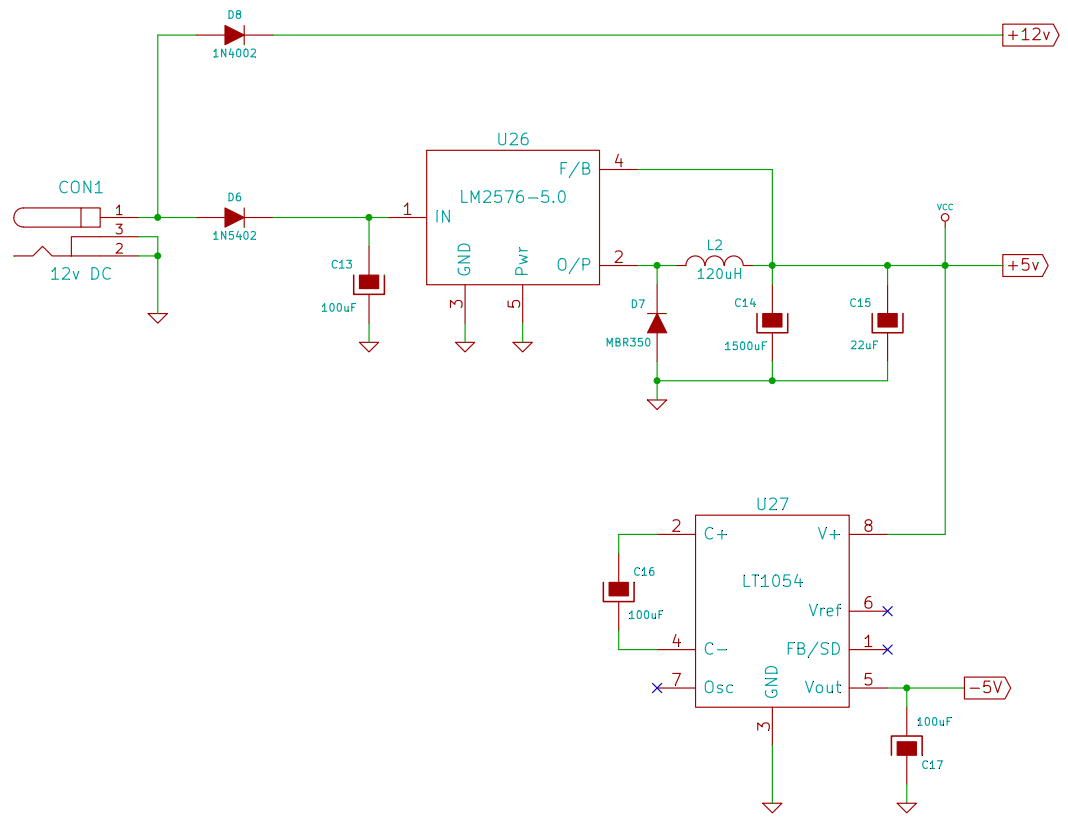 D8
1N4002
+12v
U26
F/B
4
LM2576-5.0
CON1
1
3
2
12v DC
D6
1N5402
1
IN
GND
3
Pwr
5
O/P
2
C13
100uF
L2
120uH
VCC
+5v
D7
MBR350
C14
1500uF
C15
22uF
U27
2
C+
V+
8
LT1054
C16
100uF
Vref
6
4
C-
FB/SD
1
7
Osc
GND
3
Vout
5
-5V
100uF
C17